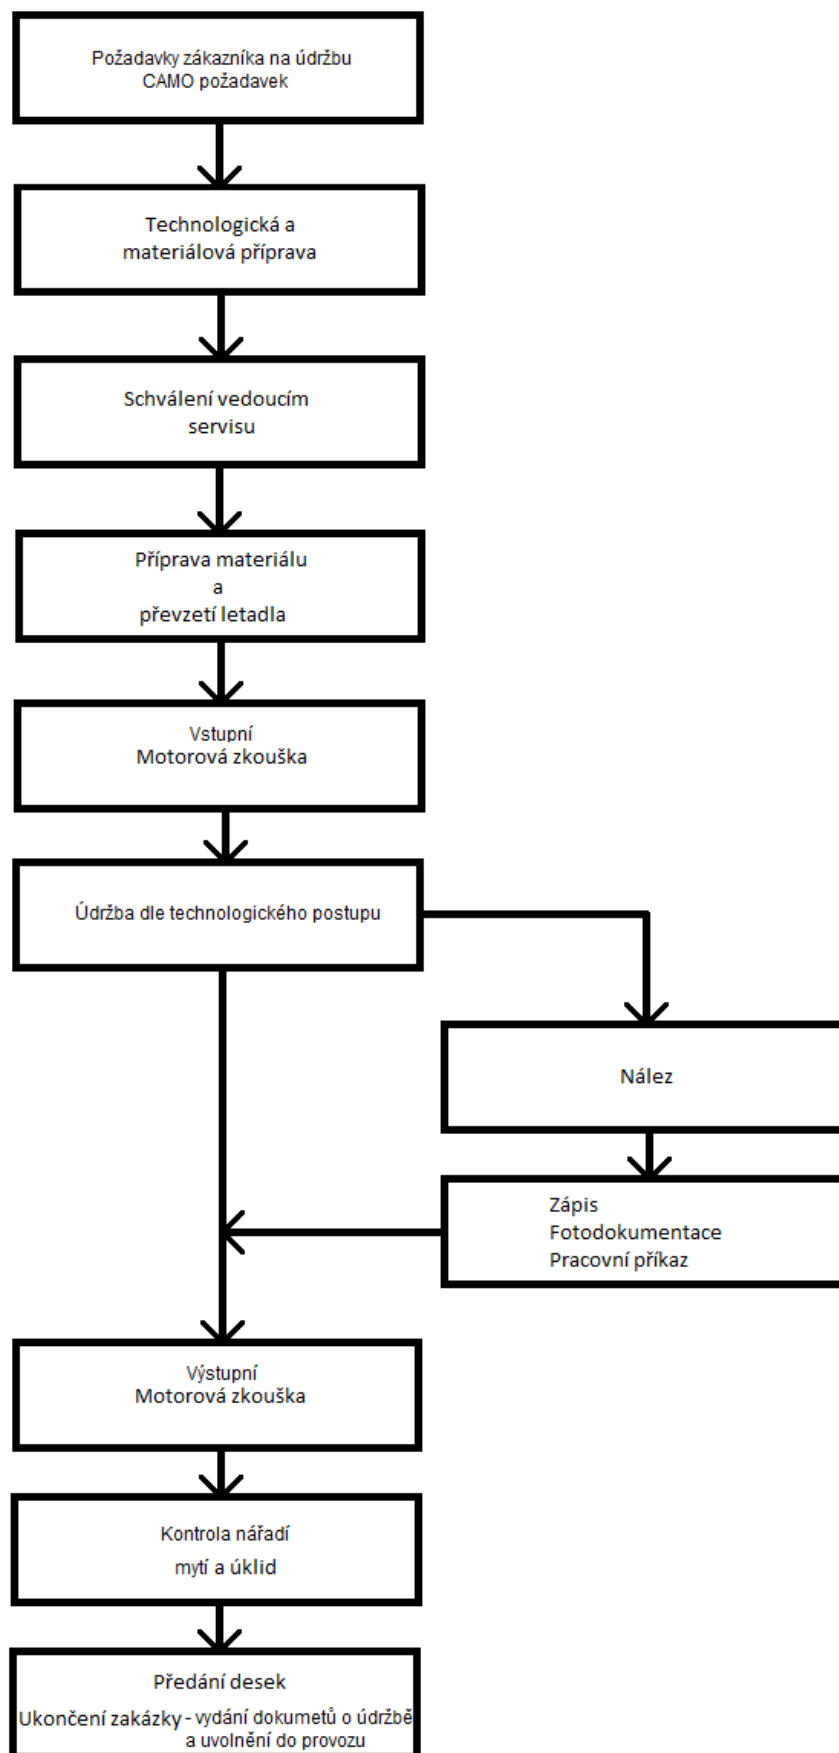 Požadavky zákazníka na údržbu
CAMO požadavek
Technologická a
materiálová příprava
Schválení vedoucím
servisu
Příprava materiálu
a
převzetí letadla
Vstupní
Motorová zkouška
Údržba dle technologického postupu
Nález
Zápis
Fotodokumentace
Pracovní příkaz
Výstupní
Motorová zkouška
Kontrola nářadí
mytí a úklid
Předání desek
Ukončení zakázky - vydání dokumetů o údržbě
a uvolnění do provozu